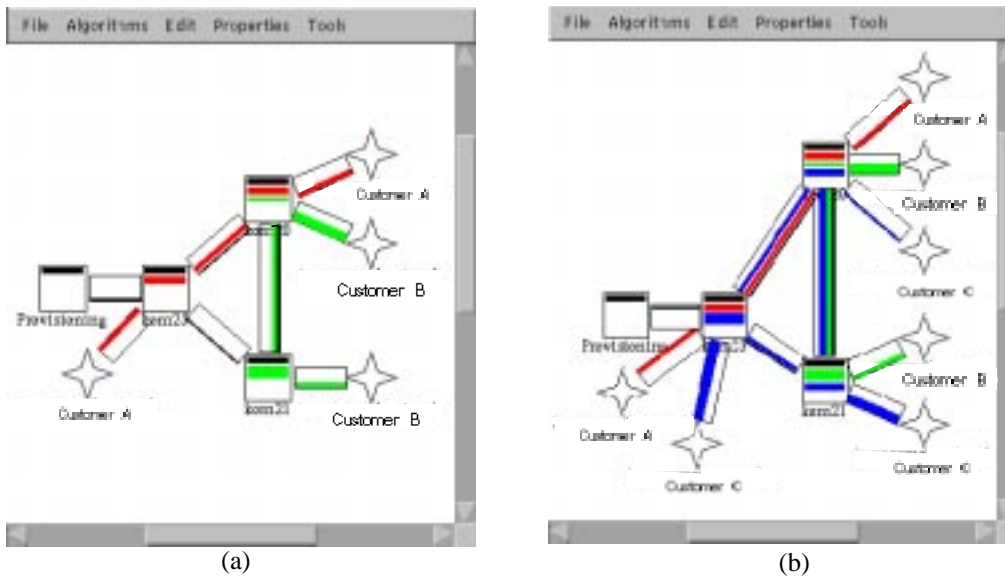 File Algorithms Edit Properties Tools
Customer A
Customer B
Provisioning
Customer A
Customer B
(a)
File Algorithms Edit Properties Tools
Customer A
Customer B
Customer C
Provisioning
Customer B
Customer A
Customer C
Customer C
(b)